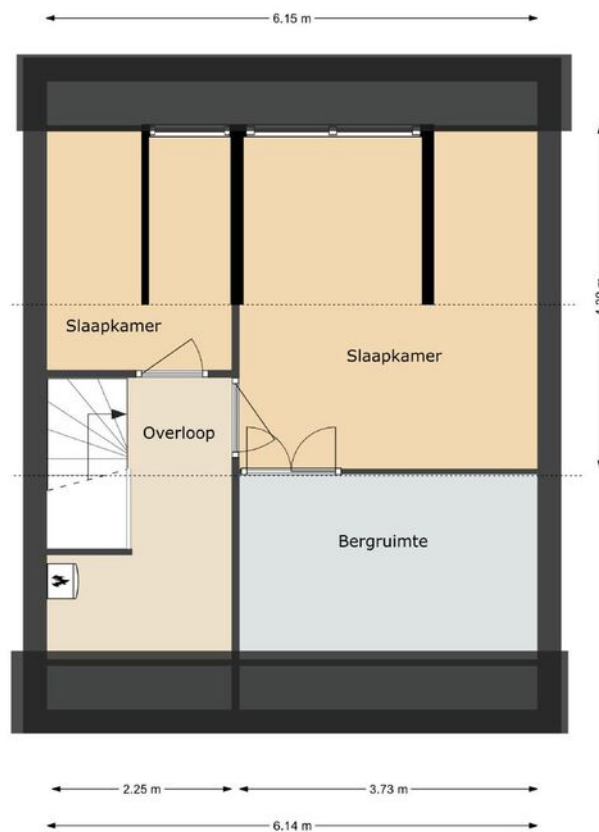 6.15 m
Slaapkamer
Slaapkamer
Overloop
Bergruimte
2.25 m
3.73 m
6.14 m